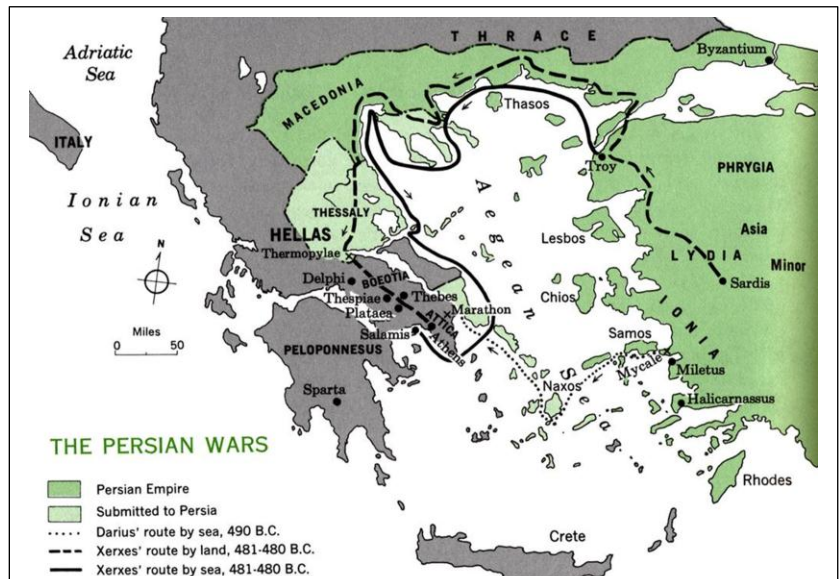 THRACE
Adriatic
Sea
Byzantium
MACEDONIA
Thasos
ITALY
Troy
PHRYGIA
Ionian
Sea
THESSALY
Aegean Sea
HELLAS
Lesbos
Asia
Minor
LYDIA
Thermopylae
N
Delphi
BOEOTIA
Sardis
Thespiae
Thebes
Chios
Plataea
ATTICA
Marathon
IONIA
Miles
0 50
Salamis
Athens
Samos
PELOPONNESUS
Mycale
Miletus
Sparta
Naxos
Halicarnassus
THE PERSIAN WARS
Persian Empire
Rhodes
Submitted to Persia
Darius' route by sea, 490 B.C.
Crete
Xerxes' route by land, 481-480 B.C.
Xerxes' route by sea, 481-480 B.C.